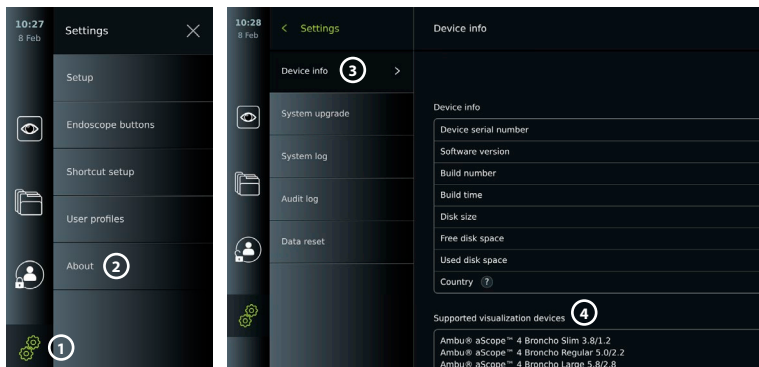 10:27
8 Feb
Settings
Setup
Endoscope buttons
Shortcut setup
User profiles
About
2
1
10:28
8 Feb
< Settings
Device info
3
>
System upgrade
System log
Audit log
Data reset
Device info
Device info
Device serial number
Software version
Build number
Build time
Disk size
Free disk space
Used disk space
Country ?
Supported visualization devices
4
Ambu® aScope™ 4 Broncho Slim 3.8/1.2
Ambu® aScope™ 4 Broncho Regular 5.0/2.2
Ambu® aScope™ 4 Broncho Large 5.8/2.8